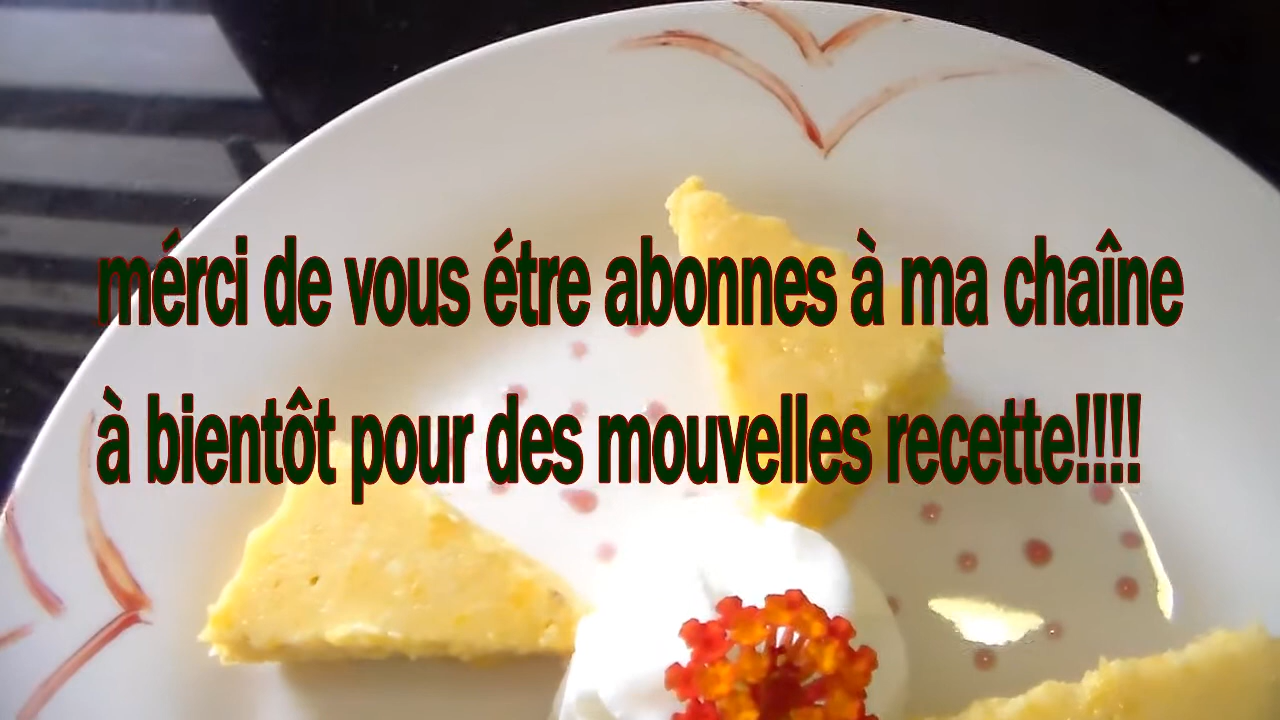 mérci de vous étre abonnes à ma chaîne
à bientôt pour des mouvelles recette!!!!